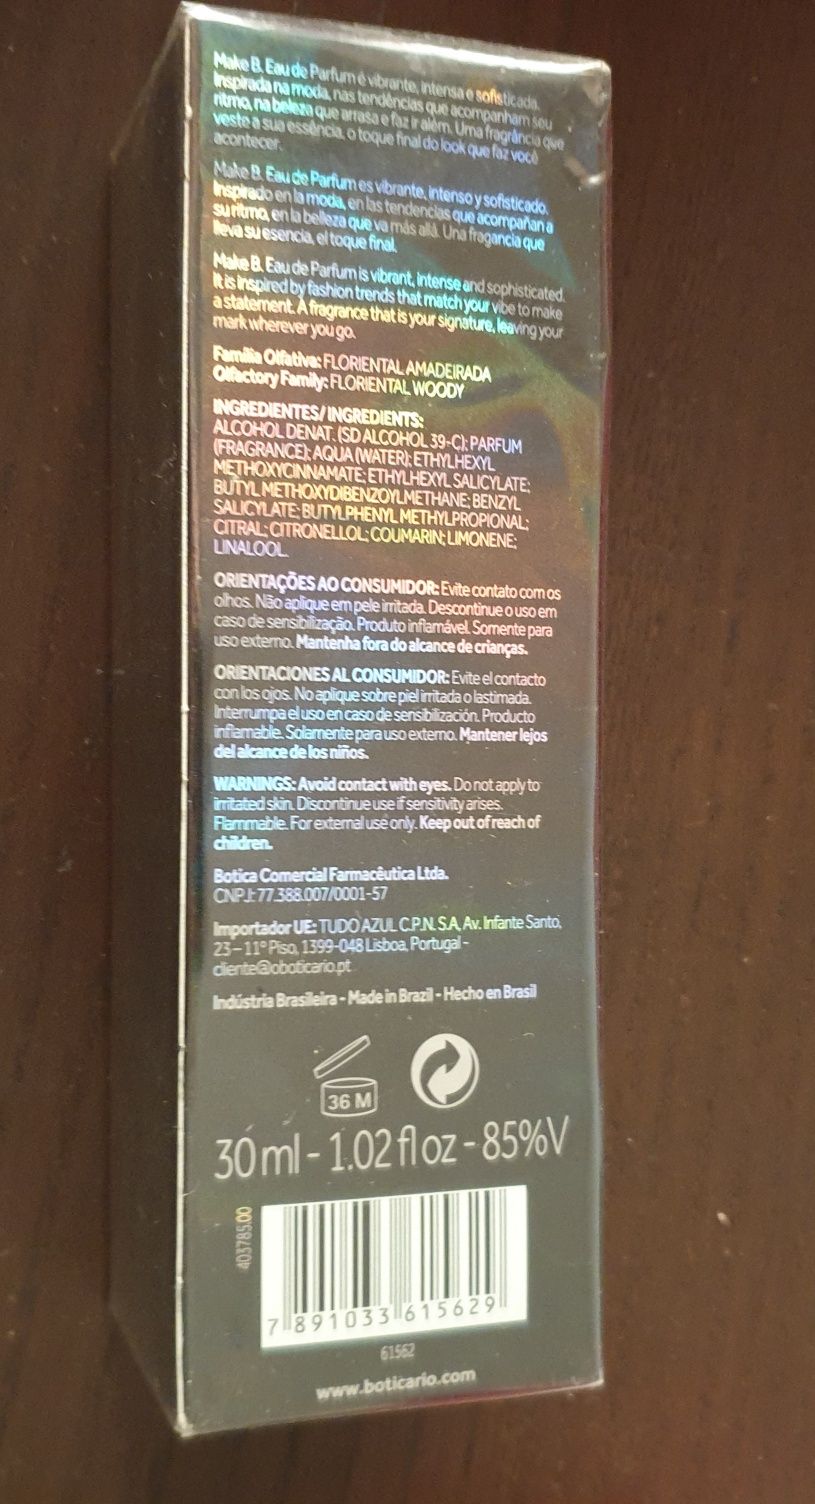 Make B. Eau de Parfum é vibrante, intensa e sofisticada.
Inspirada na moda, nas tendências que acompanham seu
ritmo, na beleza que arrasa e faz ir além. Uma fragrância que
veste a sua essência, o toque final do look que faz você
acontecer.
Make B. Eau de Parfum es vibrante, intenso y sofisticado.
Inspirado en la moda, en las tendencias que acompañan a
su ritmo, en la belleza que va más allá. Una fragancia que
lleva su esencia, el toque final.
Make B. Eau de Parfum is vibrant, intense and sophisticated.
It is inspired by fashion trends that match your vibe to make
a statement. A fragrance that is your signature, leaving your
mark wherever you go.
Família Olfativa: FLORIENTAL AMADEIRADA
Olfactory Family: FLORIENTAL WOODY
INGREDIENTES/ INGREDIENTS:
ALCOHOL DENAT. (SD ALCOHOL 39-C); PARFUM
(FRAGRANCE); AQUA (WATER); ETHYLHEXYL
METHOXYCINNAMATE; ETHYLHEXYL SALICYLATE;
BUTYL METHOXYDIBENZOYLMETHANE; BENZYL
SALICYLATE; BUTYLPHENYL METHYLPROPIONAL;
CITRAL; CITRONELLOL; COUMARIN; LIMONENE;
LINALOOL.
ORIENTAÇÕES AO CONSUMIDOR: Evite contato com os
olhos. Não aplique em pele irritada. Descontinue o uso em
caso de sensibilização. Produto inflamável. Somente para
uso externo. Mantenha fora do alcance de crianças.
ORIENTACIONES AL CONSUMIDOR: Evite el contacto
con los ojos. No aplique sobre piel irritada o lastimada.
Interrumpa el uso en caso de sensibilización. Producto
inflamable. Solamente para uso externo. Mantener lejos
del alcance de los niños.
WARNINGS: Avoid contact with eyes. Do not apply to
irritated skin. Discontinue use if sensitivity arises.
Flammable. For external use only. Keep out of reach of
children.
Botica Comercial Farmacêutica Ltda.
CNPJ: 77.388.007/0001-57
Importador UE: TUDO AZUL C.P.N. S.A, Av. Infante Santo,
23 – 11º Piso, 1399-048 Lisboa, Portugal -
cliente@oboticario.pt
Indústria Brasileira - Made in Brazil - Hecho en Brasil
36 M
30 ml - 1.02 fl oz - 85%V
403785.00
7 891033 615629
61562
www.boticario.com